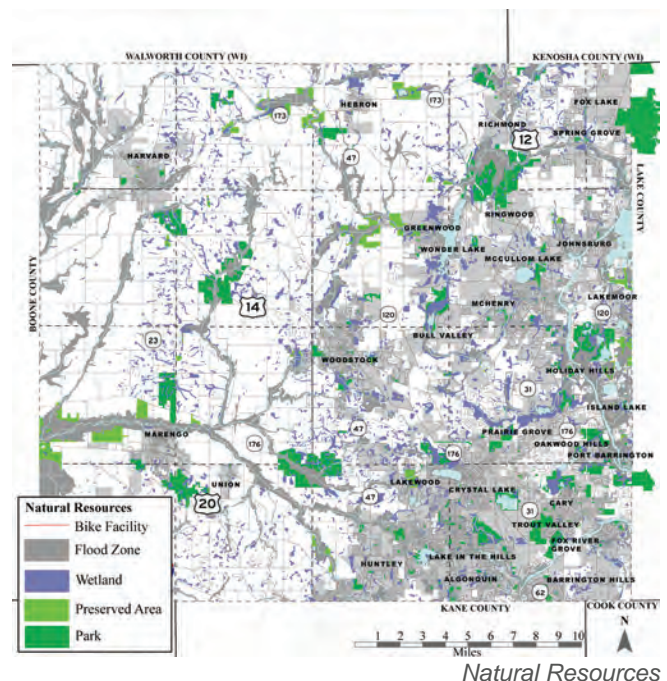 WALWORTH COUNTY (WI)
KENOSHA COUNTY (WI)
HEBRON
173
173
FOX LAKE
RICHMOND
12
SPRING GROVE
HARVARD
47
LAKE COUNTY
RINGWOOD
GREENWOOD
WONDER LAKE
JOHNSBURG
MCCULLOM LAKE
BOONE COUNTY
14
LAKEMOOR
MCHENRY
120
120
23
BULL VALLEY
WOODSTOCK
HOLIDAY HILLS
31
ISLAND LAKE
47
MARENGO
PRAIRIE GROVE
176
176
OAKWOOD HILLS
176
PORT BARRINGTON
UNION
LAKEWOOD
CRYSTAL LAKE
47
20
CARY
31
TROUT VALLEY
FOX RIVER
GROVE
LAKE IN THE HILLS
HUNTLEY
ALGONQUIN
BARRINGTON HILLS
62
KANE COUNTY
COOK COUNTY
Natural Resources
Bike Facility
Flood Zone
Wetland
Preserved Area
Park
N
1 2 3 4 5 6 7 8 9 10
Miles
Natural Resources